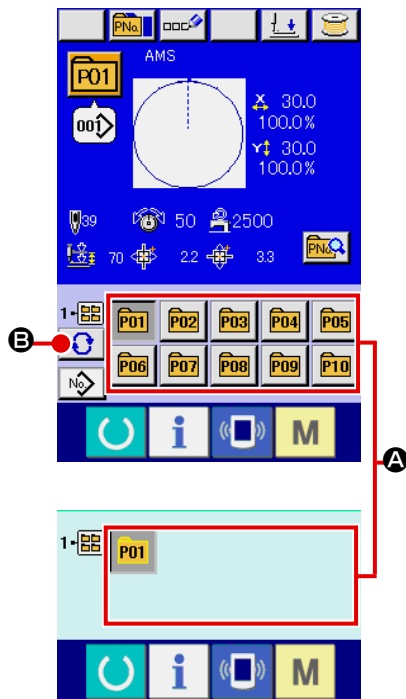 PNo.
AMS
P01
X 30.0
001 100.0%
Y 30.0
100.0%
39 50 2500
70 2.2 3.3 PNo.
1 P01 P02 P03 P04 P05
B
P06 P07 P08 P09 P10
No.
i M
A
1 P01
i M